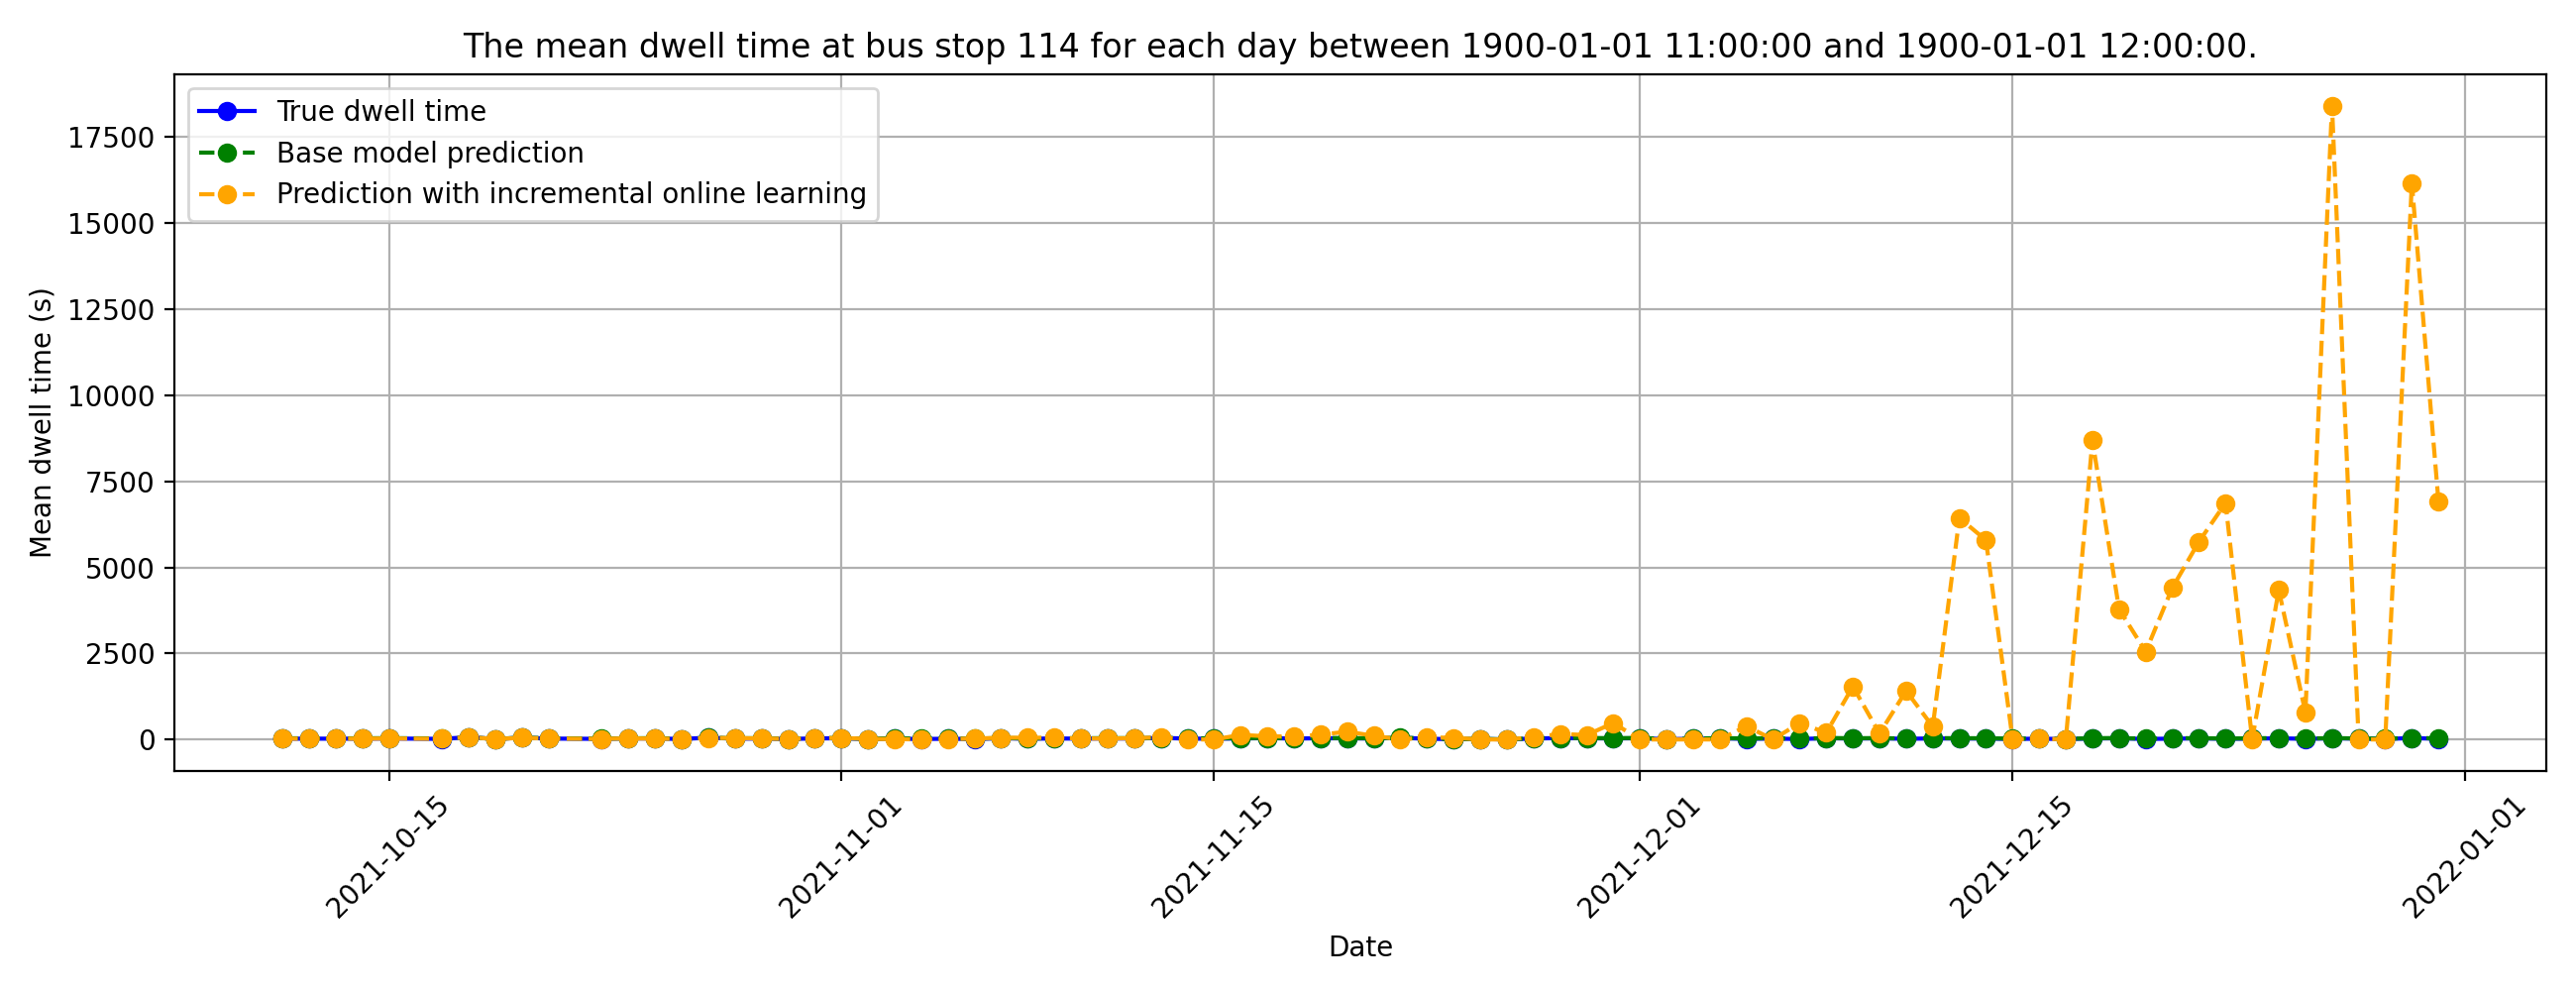 The mean dwell time at bus stop 114 for each day between 1900-01-01 11:00:00 and 1900-01-01 12:00:00.
True dwell time
Base model prediction
Prediction with incremental online learning
Mean dwell time (s)
17500
15000
12500
10000
7500
5000
2500
0
2021-10-15
2021-11-01
2021-11-15
2021-12-01
2021-12-15
2022-01-01
Date